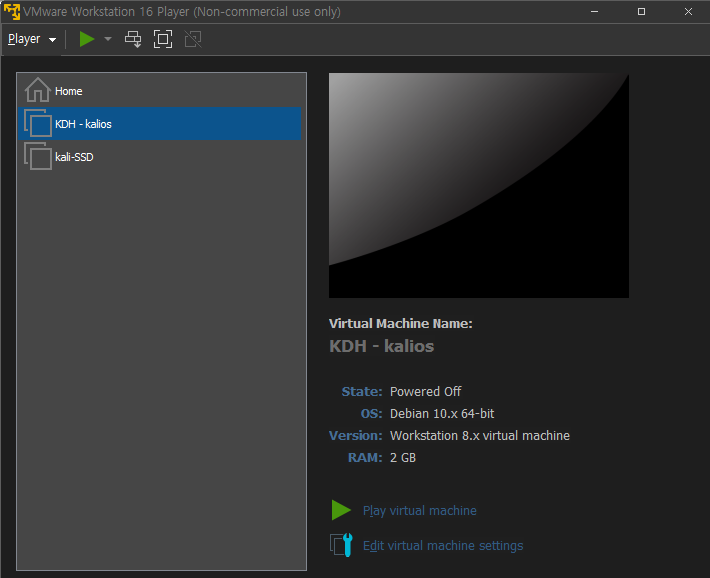 VMware Workstation 16 Player (Non-commercial use only)
Player
Home
KDH - kalios
kali-SSD
Virtual Machine Name:
KDH - kalios
State: Powered Off
OS: Debian 10.x 64-bit
Version: Workstation 8.x virtual machine
RAM: 2 GB
Play virtual machine
Edit virtual machine settings